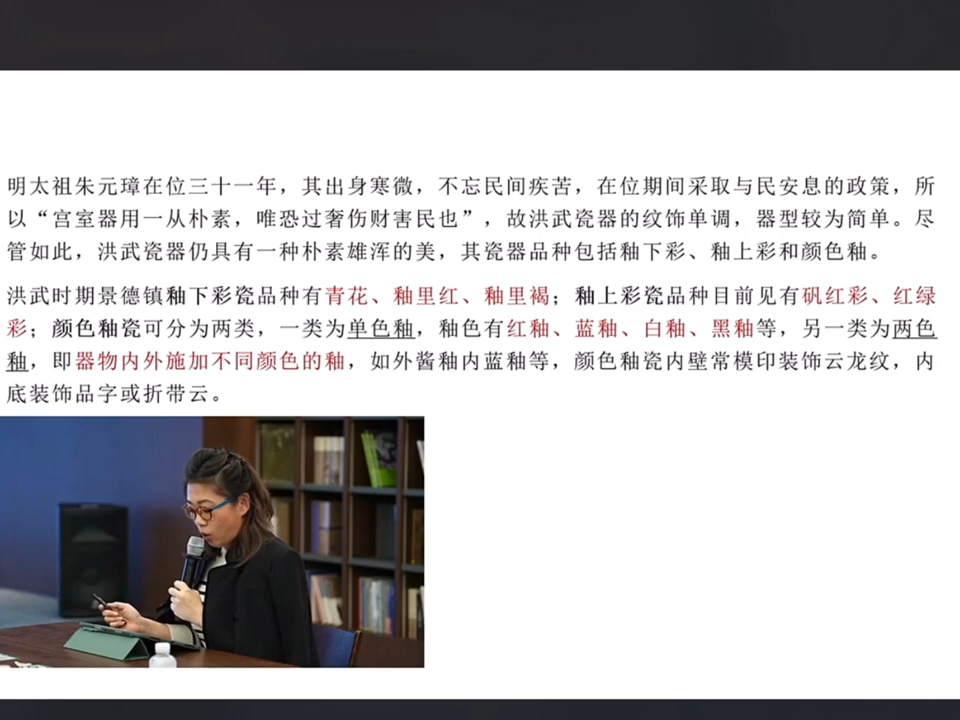 明太祖朱元璋在位三十一年，其出身寒微，不忘民间疾苦，在位期间采取与民安息的政策，所
以“宫室器用一从朴素，唯恐过奢伤财害民也”，故洪武瓷器的纹饰单调，器型较为简单。尽
管如此，洪武瓷器仍具有一种朴素雄浑的美，其瓷器品种包括釉下彩、釉上彩和颜色釉。
洪武时期景德镇釉下彩瓷品种有青花、釉里红、釉里褐；釉上彩瓷品种目前见有矾红彩、红绿
彩；颜色釉瓷可分为两类，一类为单色釉，釉色有红釉、蓝釉、白釉、黑釉等，另一类为两色
釉，即器物内外施加不同颜色的釉，如外酱釉内蓝釉等，颜色釉瓷内壁常模印装饰云龙纹，内
底装饰品字或折带云。